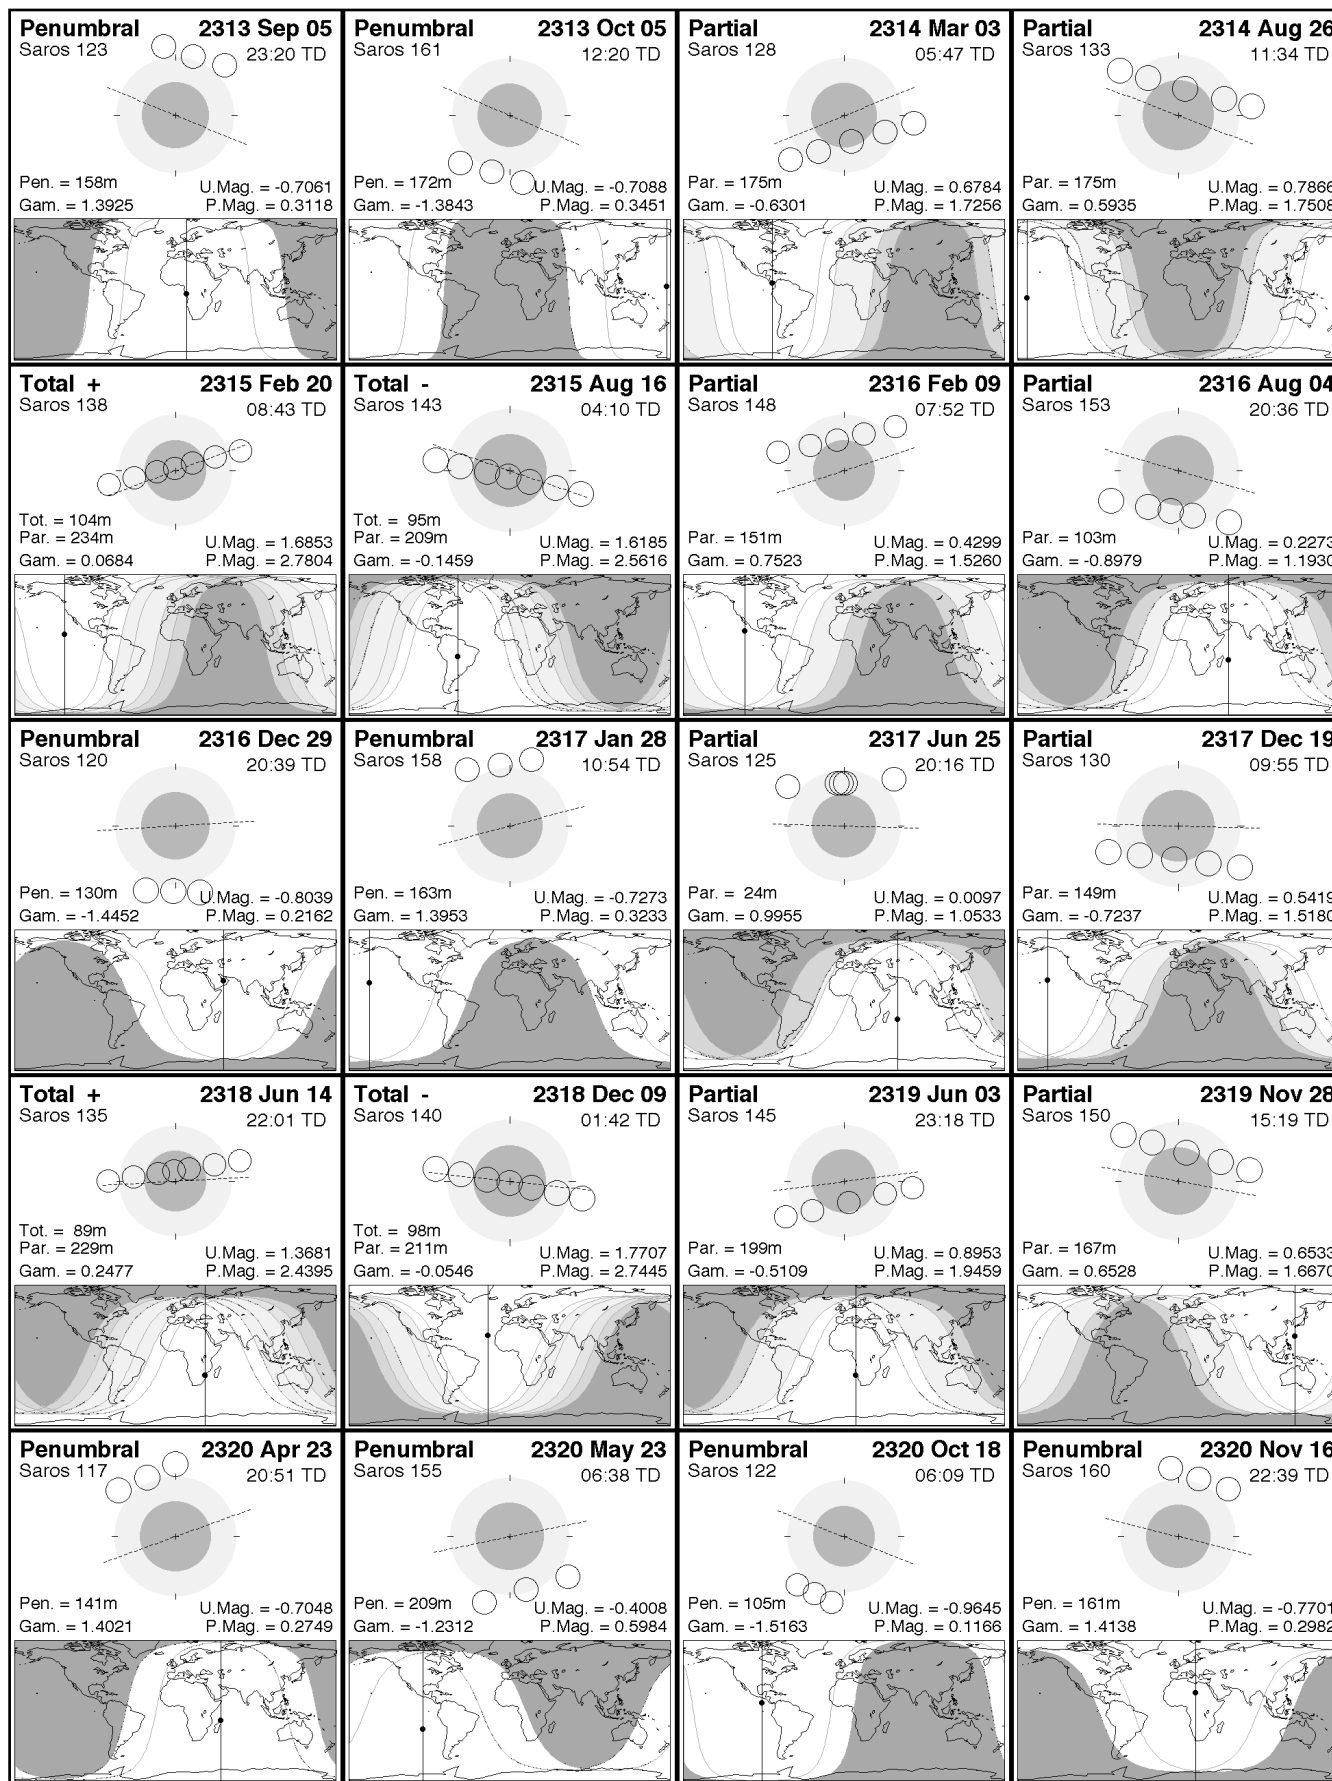 Penumbral 2313 Sep 05
Saros 123 23:20 TD
Pen. = 158m U.Mag. = -0.7061
Gam. = 1.3925 P.Mag. = 0.3118
Penumbral 2313 Oct 05
Saros 161 12:20 TD
Pen. = 172m U.Mag. = -0.7088
Gam. = -1.3843 P.Mag. = 0.3451
Partial 2314 Mar 03
Saros 128 05:47 TD
Par. = 175m U.Mag. = 0.6784
Gam. = -0.6301 P.Mag. = 1.7256
Partial 2314 Aug 26
Saros 133 11:34 TD
Par. = 175m U.Mag. = 0.7866
Gam. = 0.5935 P.Mag. = 1.7508
Total + 2315 Feb 20
Saros 138 08:43 TD
Tot. = 104m
Par. = 234m U.Mag. = 1.6853
Gam. = 0.0684 P.Mag. = 2.7804
Total - 2315 Aug 16
Saros 143 04:10 TD
Tot. = 95m
Par. = 209m U.Mag. = 1.6185
Gam. = -0.1459 P.Mag. = 2.5616
Partial 2316 Feb 09
Saros 148 07:52 TD
Par. = 151m U.Mag. = 0.4299
Gam. = 0.7523 P.Mag. = 1.5260
Partial 2316 Aug 04
Saros 153 20:36 TD
Par. = 103m U.Mag. = 0.2273
Gam. = -0.8979 P.Mag. = 1.1930
Penumbral 2316 Dec 29
Saros 120 20:39 TD
Pen. = 130m U.Mag. = -0.8039
Gam. = -1.4452 P.Mag. = 0.2162
Penumbral 2317 Jan 28
Saros 158 10:54 TD
Pen. = 163m U.Mag. = -0.7273
Gam. = 1.3953 P.Mag. = 0.3233
Partial 2317 Jun 25
Saros 125 20:16 TD
Par. = 24m U.Mag. = 0.0097
Gam. = 0.9955 P.Mag. = 1.0533
Partial 2317 Dec 19
Saros 130 09:55 TD
Par. = 149m U.Mag. = 0.5419
Gam. = -0.7237 P.Mag. = 1.5180
Total + 2318 Jun 14
Saros 135 22:01 TD
Tot. = 89m
Par. = 229m U.Mag. = 1.3681
Gam. = 0.2477 P.Mag. = 2.4395
Total - 2318 Dec 09
Saros 140 01:42 TD
Tot. = 98m
Par. = 211m U.Mag. = 1.7707
Gam. = -0.0546 P.Mag. = 2.7445
Partial 2319 Jun 03
Saros 145 23:18 TD
Par. = 199m U.Mag. = 0.8953
Gam. = -0.5109 P.Mag. = 1.9459
Partial 2319 Nov 28
Saros 150 15:19 TD
Par. = 167m U.Mag. = 0.6533
Gam. = 0.6528 P.Mag. = 1.6670
Penumbral 2320 Apr 23
Saros 117 20:51 TD
Pen. = 141m U.Mag. = -0.7048
Gam. = 1.4021 P.Mag. = 0.2749
Penumbral 2320 May 23
Saros 155 06:38 TD
Pen. = 209m U.Mag. = -0.4008
Gam. = -1.2312 P.Mag. = 0.5984
Penumbral 2320 Oct 18
Saros 122 06:09 TD
Pen. = 105m U.Mag. = -0.9645
Gam. = -1.5163 P.Mag. = 0.1166
Penumbral 2320 Nov 16
Saros 160 22:39 TD
Pen. = 161m U.Mag. = -0.7701
Gam. = 1.4138 P.Mag. = 0.2982